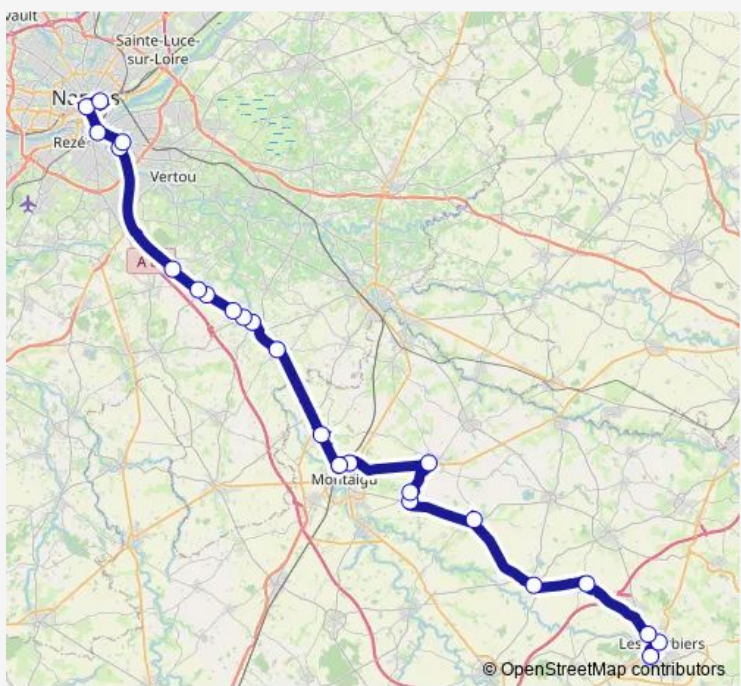 Sainte-Luce-
sur-Loire
Rezé
Vertou
A
Montaigu
© OpenStreetMap contributors